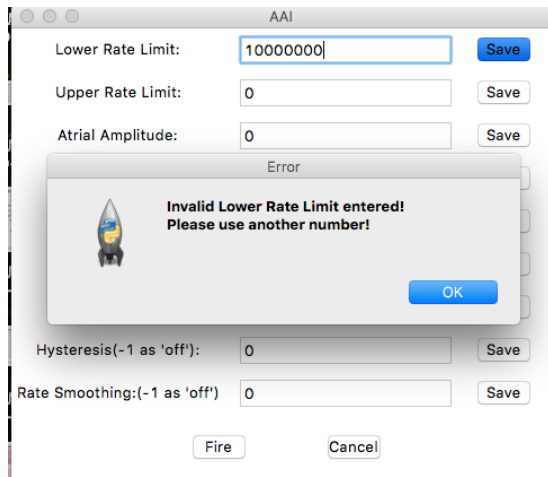 AAI
Lower Rate Limit: 10000000 Save
Upper Rate Limit: 0 Save
Atrial Amplitude: 0 Save
Error
Invalid Lower Rate Limit entered!
Please use another number!
OK
Hysteresis(-1 as 'off'): 0 Save
Rate Smoothing:(-1 as 'off') 0 Save
Fire Cancel